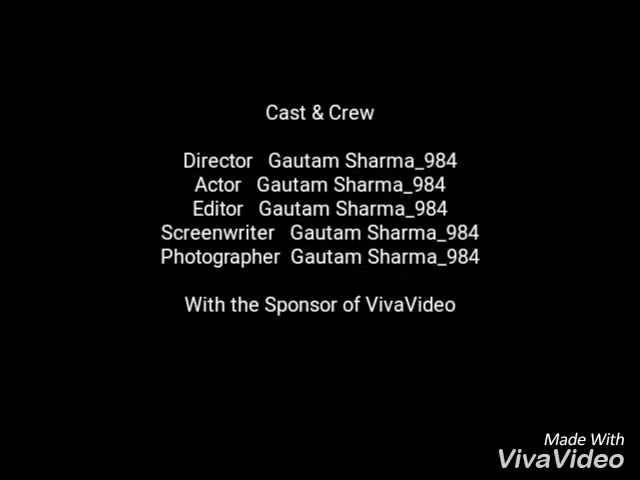 Cast & Crew
Director Gautam Sharma_984
Actor Gautam Sharma_984
Editor Gautam Sharma_984
Screenwriter Gautam Sharma_984
Photographer Gautam Sharma_984
With the Sponsor of VivaVideo
Made With
VivaVideo